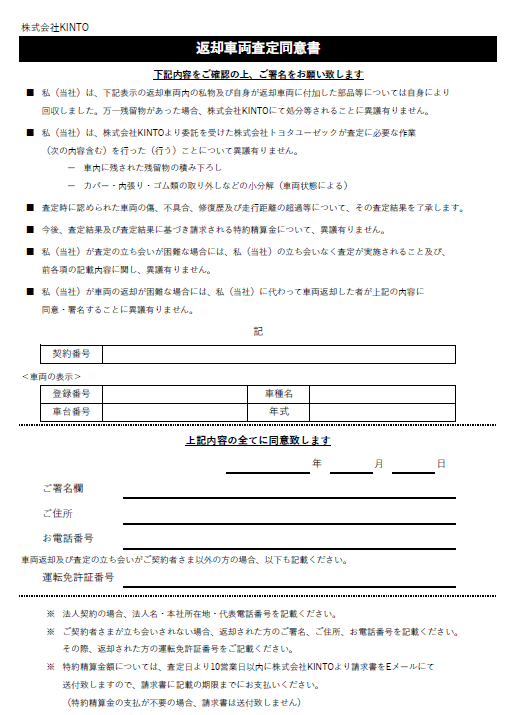 株式会社KINTO
返却車両査定同意書
下記内容をご確認の上、ご署名をお願い致します
■ 私（当社）は、下記表示の返却車両内の私物及び自身が返却車両に付加した部品等については自身により
回収しました。万一残留物があった場合、株式会社KINTOにて処分等されることに異議有りません。
■ 私（当社）は、株式会社KINTOより委託を受けた株式会社トヨタユーゼックが査定に必要な作業
（次の内容含む）を行った（行う）ことについて異議有りません。
－ 車内に残された残留物の積み下ろし
－ カバー・内張り・ゴム類の取り外しなどの小分解（車両状態による）
■ 査定時に認められた車両の傷、不具合、修復歴及び走行距離の超過等について、その査定結果を了承します。
■ 今後、査定結果及び査定結果に基づき請求される特約精算金について、異議有りません。
■ 私（当社）が査定の立ち会いが困難な場合には、私（当社）の立ち会いなく査定が実施されること及び、
前各項の記載内容に関し、異議有りません。
■ 私（当社）が車両の返却が困難な場合には、私（当社）に代わって車両返却した者が上記の内容に
同意・署名することに異議有りません。
記
契約番号
＜車両の表示＞
登録番号 車種名
車台番号 年式
上記内容の全てに同意致します
年 月 日
ご署名欄
ご住所
お電話番号
車両返却及び査定の立ち会いがご契約者さま以外の方の場合、以下も記載ください。
運転免許証番号
※ 法人契約の場合、法人名・本社所在地・代表電話番号を記載ください。
※ ご契約者さまが立ち会いされない場合、返却された方のご署名、ご住所、お電話番号を記載ください。
その際、返却された方の運転免許証番号をご記載ください。
※ 特約精算金額については、査定日より10営業日以内に株式会社KINTOより請求書をEメールにて
送付致しますので、請求書に記載の期限までにお支払いください。
（特約精算金の支払が不要の場合、請求書は送付致しません）